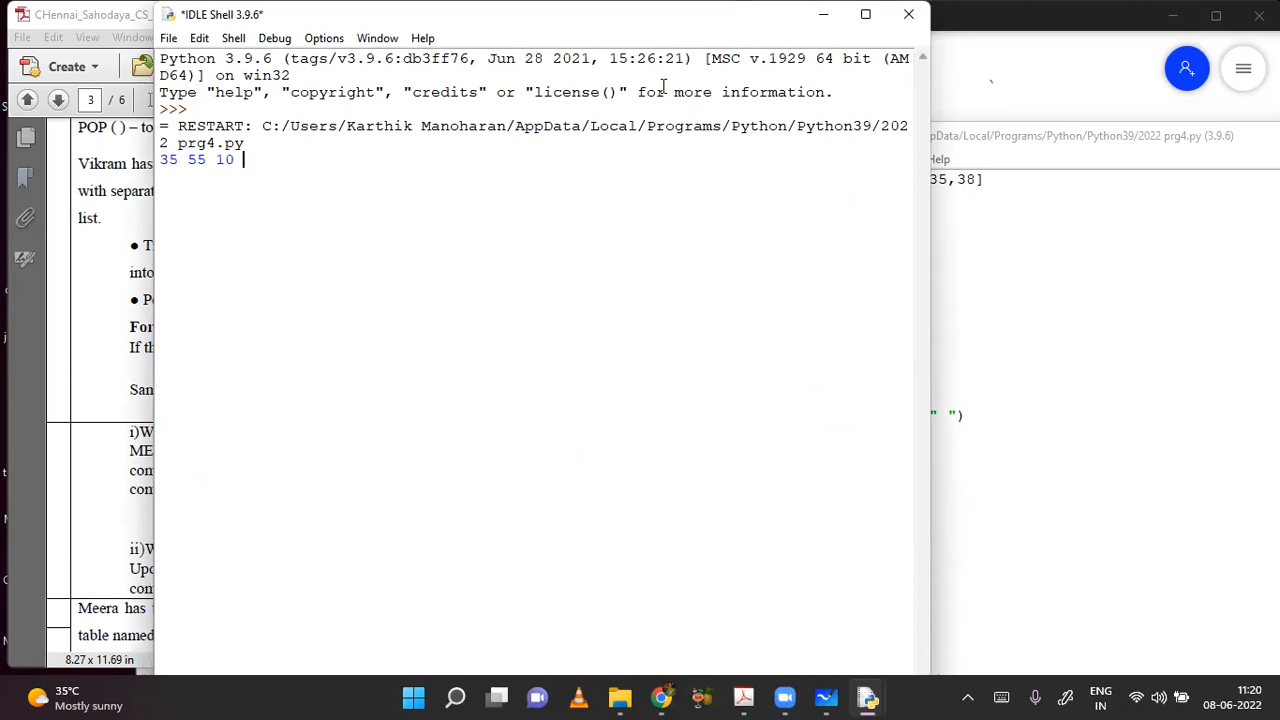 CHennai_Sahodaya_CS_
File Edit View Window
Create
3 / 6
POP ( ) – to
Vikram has
with separat
list.
● T
into
● P
For
If th
San
i)W
ME
con
con
ii)W
Upd
con
Meera has
table named
8.27 x 11.69 in
*IDLE Shell 3.9.6*
File Edit Shell Debug Options Window Help
Python 3.9.6 (tags/v3.9.6:db3ff76, Jun 28 2021, 15:26:21) [MSC v.1929 64 bit (AM
D64)] on win32
Type "help", "copyright", "credits" or "license()" for more information.
>>>
= RESTART: C:/Users/Karthik Manoharan/AppData/Local/Programs/Python/Python39/202
2 prg4.py
35 55 10
ppData/Local/Programs/Python/Python39/2022 prg4.py (3.9.6)
Help
35,38]
" ")
35°C
Mostly sunny
ENG
IN
11:20
08-06-2022